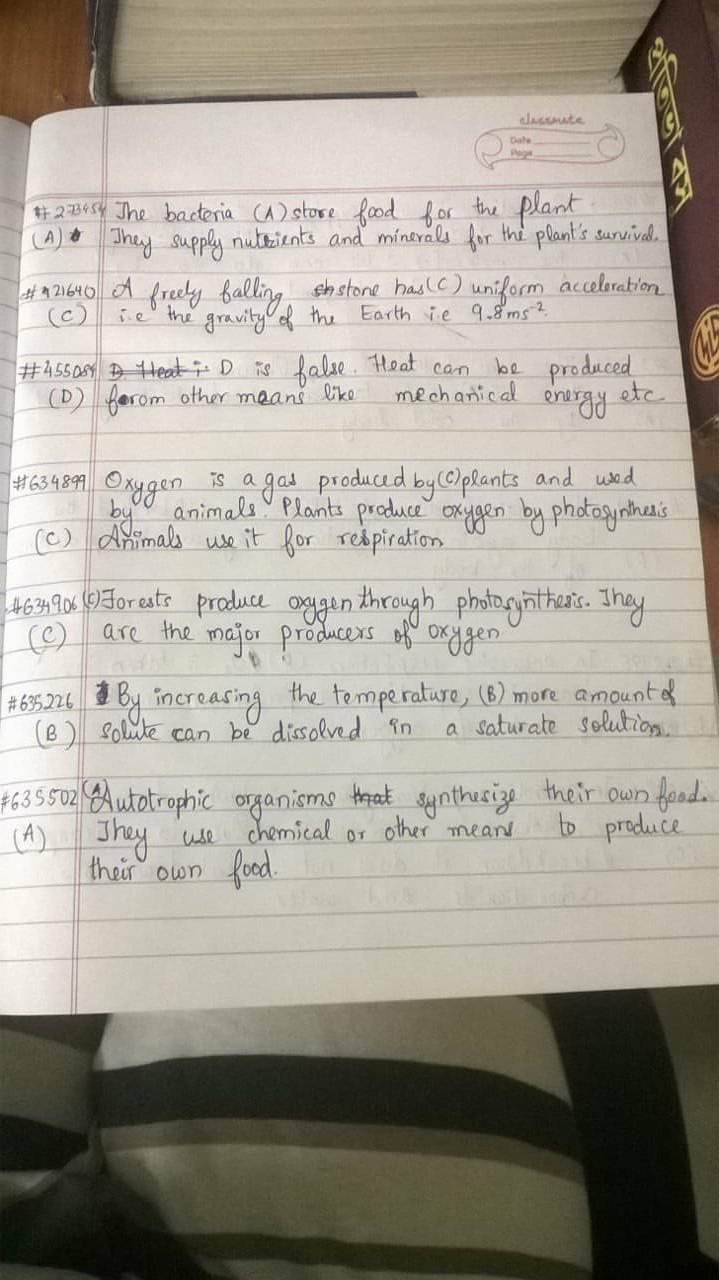 classmate
Date
Page
প্রতিভা বসু
#273454 The bacteria (A) store food for the plant.
(A) They supply nutrients and minerals for the plant's survival.
#921640 A freely falling stone has (C) uniform acceleration
(C) i.e the gravity of the Earth i.e 9.8ms⁻².
#455084 D. Heat i. D is false. Heat can be produced
(D) from other means like mechanical energy etc.
#634899 Oxygen is a gas produced by (C) plants and used
by animals. Plants produce oxygen by photosynthesis
(C) Animals use it for respiration
#634906 (C) Forests produce oxygen through photosynthesis. They
(C) are the major producers of oxygen
#635226 By increasing the temperature, (B) more amount of
(B) solute can be dissolved in a saturate solution.
#635502 (A) Autotrophic organisms that synthesize their own food.
(A) They use chemical or other means to produce
their own food.